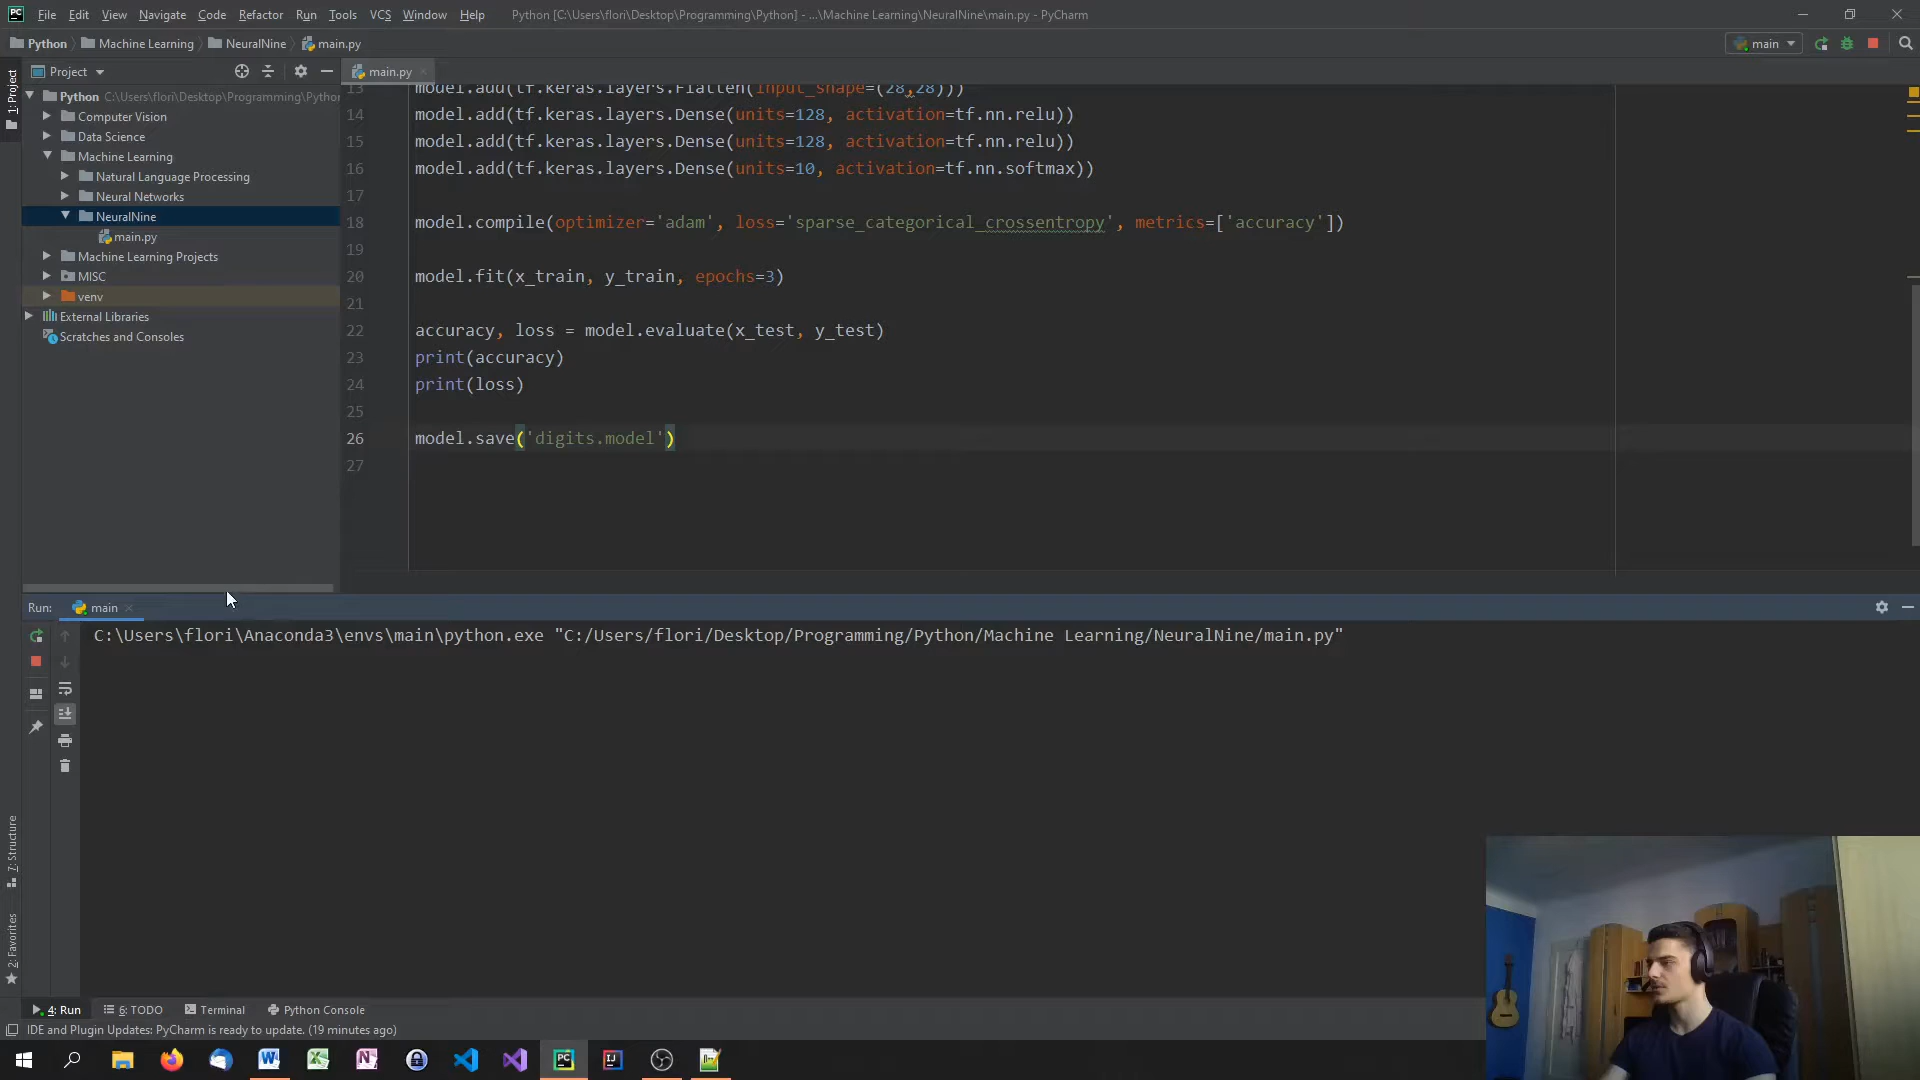 PC File Edit View Navigate Code Refactor Run Tools VCS Window Help Python [C:\Users\flori\Desktop\Programming\Python] - ...\Machine Learning\NeuralNine\main.py - PyCharm
Python Machine Learning NeuralNine main.py main
1: Project
Project
main.py
Python C:\Users\flori\Desktop\Programming\Python
Computer Vision
Data Science
Machine Learning
Natural Language Processing
Neural Networks
NeuralNine
main.py
Machine Learning Projects
MISC
venv
External Libraries
Scratches and Consoles
13 model.add(tf.keras.layers.Flatten(input_shape=(28,28)))
14 model.add(tf.keras.layers.Dense(units=128, activation=tf.nn.relu))
15 model.add(tf.keras.layers.Dense(units=128, activation=tf.nn.relu))
16 model.add(tf.keras.layers.Dense(units=10, activation=tf.nn.softmax))
17
18 model.compile(optimizer='adam', loss='sparse_categorical_crossentropy', metrics=['accuracy'])
19
20 model.fit(x_train, y_train, epochs=3)
21
22 accuracy, loss = model.evaluate(x_test, y_test)
23 print(accuracy)
24 print(loss)
25
26 model.save('digits.model')
27
Run: main
C:\Users\flori\Anaconda3\envs\main\python.exe "C:/Users/flori/Desktop/Programming/Python/Machine Learning/NeuralNine/main.py"
7: Structure
2: Favorites
4: Run 6: TODO Terminal Python Console
IDE and Plugin Updates: PyCharm is ready to update. (19 minutes ago)